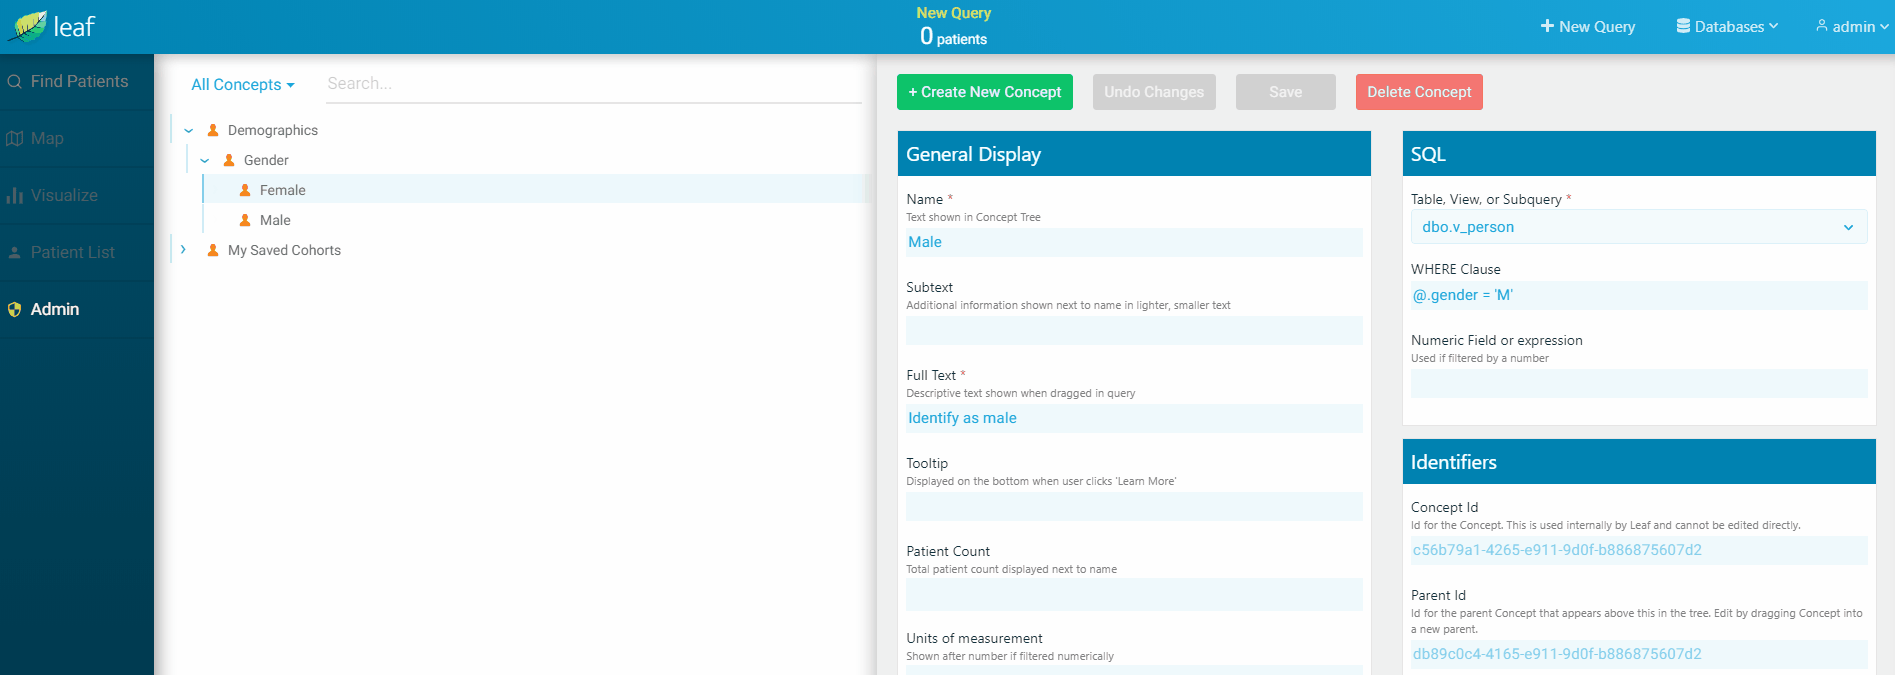 leaf
New Query
0 patients
New Query
Databases
admin
Find Patients
Map
Visualize
Patient List
Admin
All Concepts
Search...
Demographics
Gender
Female
Male
My Saved Cohorts
+ Create New Concept
Undo Changes
Save
Delete Concept
General Display
Name *
Text shown in Concept Tree
Male
Subtext
Additional information shown next to name in lighter, smaller text
Full Text *
Descriptive text shown when dragged in query
Identify as male
Tooltip
Displayed on the bottom when user clicks 'Learn More'
Patient Count
Total patient count displayed next to name
Units of measurement
Shown after number if filtered numerically
SQL
Table, View, or Subquery *
dbo.v_person
WHERE Clause
@.gender = 'M'
Numeric Field or expression
Used if filtered by a number
Identifiers
Concept Id
Id for the Concept. This is used internally by Leaf and cannot be edited directly.
c56b79a1-4265-e911-9d0f-b886875607d2
Parent Id
Id for the parent Concept that appears above this in the tree. Edit by dragging Concept into
a new parent.
db89c0c4-4165-e911-9d0f-b886875607d2